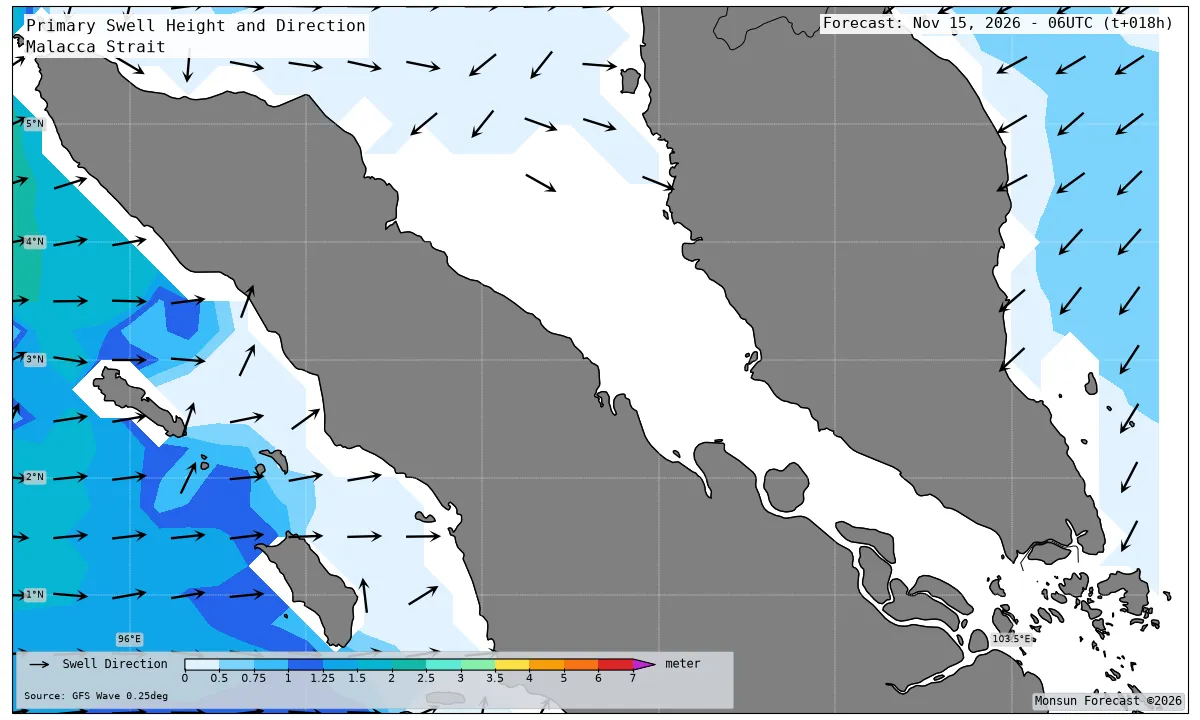 Primary Swell Height and Direction
Malacca Strait
Forecast: Nov 15, 2026 - 06UTC (t+018h)
5°N
4°N
3°N
2°N
1°N
96°E
103.5°E
Swell Direction
0 0.5 0.75 1 1.25 1.5 2 2.5 3 3.5 4 5 6 7
meter
Source: GFS Wave 0.25deg
Monsun Forecast ©2026